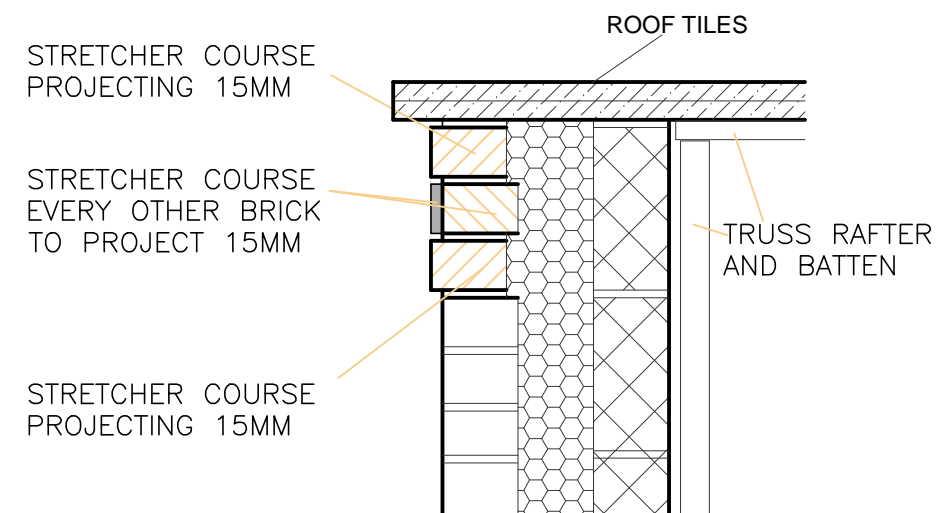 ROOF TILES
STRETCHER COURSE
PROJECTING 15MM
STRETCHER COURSE
EVERY OTHER BRICK
TO PROJECT 15MM
TRUSS RAFTER
AND BATTEN
STRETCHER COURSE
PROJECTING 15MM